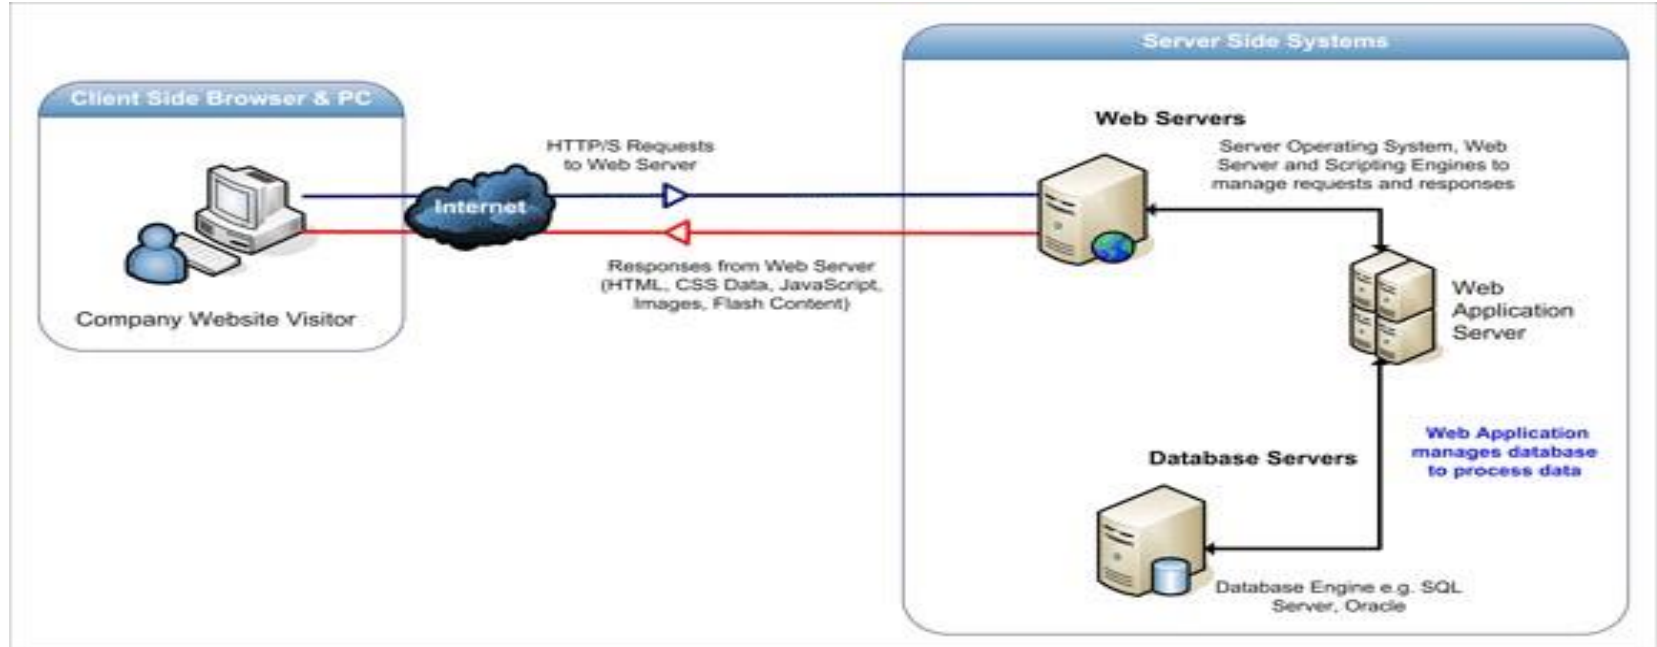 Server Side Systems
Client Side Browser & PC
Web Servers
HTTP/S Requests
to Web Server
Server Operating System, Web
Server and Scripting Engines to
manage requests and responses
Internet
Responses from Web Server
(HTML, CSS Data, JavaScript,
Images, Flash Content)
Company Website Visitor
Web
Application
Server
Web Application
manages database
to process data
Database Servers
Database Engine e.g. SQL
Server, Oracle